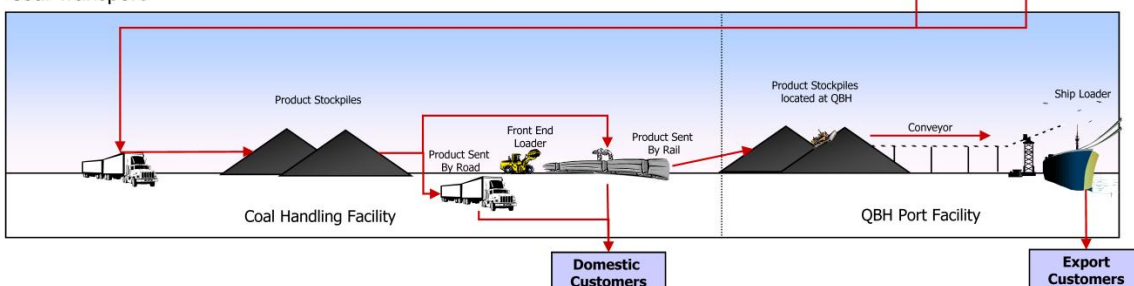 Coal Transport
Product Stockpiles
Product Sent
By Road
Front End
Loader
Product Sent
By Rail
Product Stockpiles
located at QBH
Conveyor
Ship Loader
Coal Handling Facility
QBH Port Facility
Domestic
Customers
Export
Customers